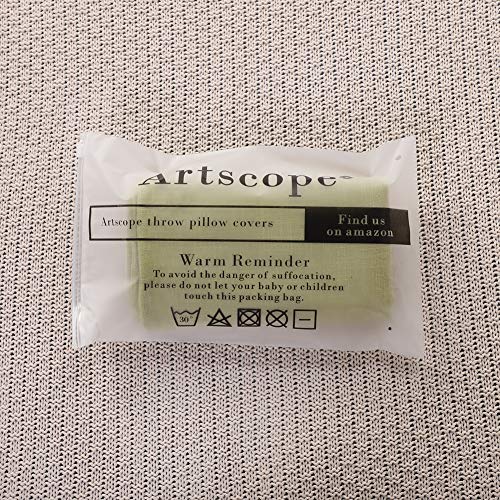 Artscope®
Artscope throw pillow covers
Find us
on amazon
Warm Reminder
To avoid the danger of suffocation,
please do not let your baby or children
touch this packing bag.
30°